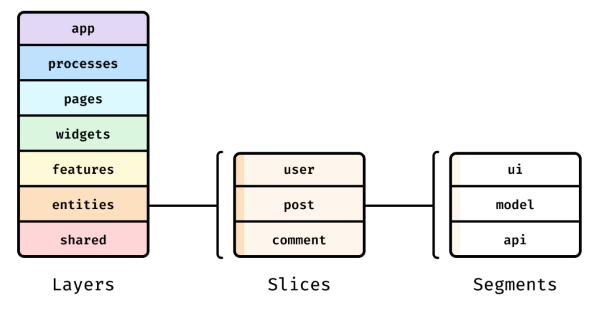 app
processes
pages
widgets
features
entities
shared
Layers
user
post
comment
Slices
ui
model
api
Segments